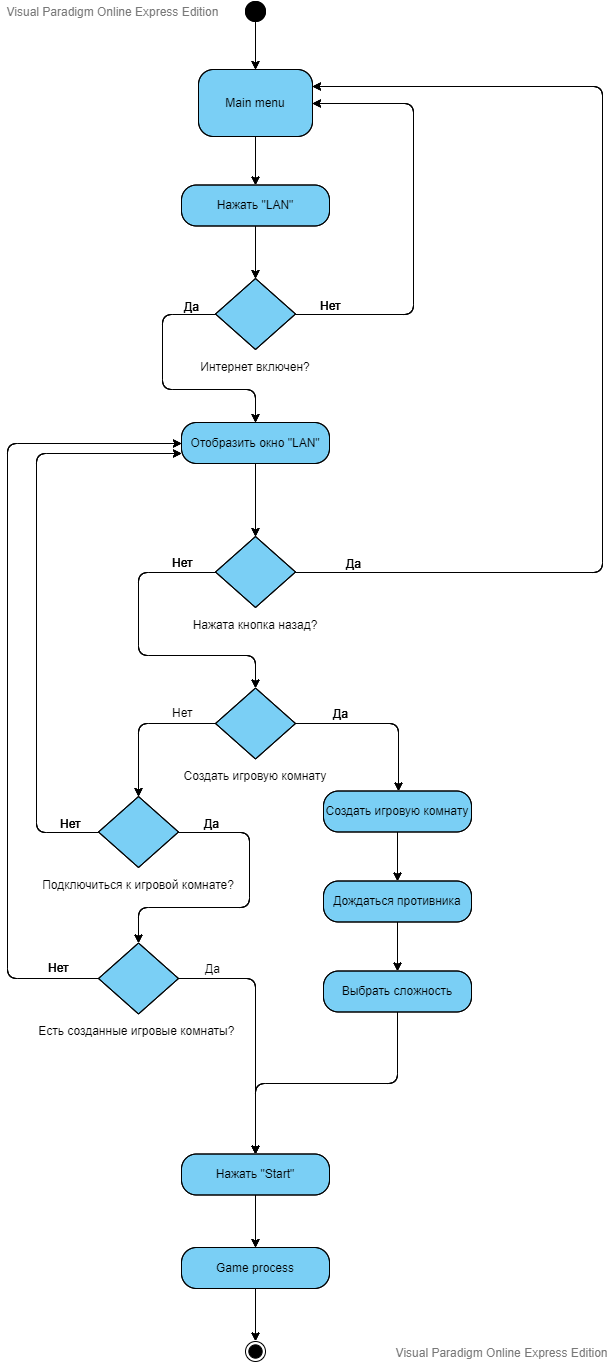 Visual Paradigm Online Express Edition
Main menu
Нажать "LAN"
Да
Нет
Интернет включен?
Отобразить окно "LAN"
Нет
Да
Нажата кнопка назад?
Нет
Да
Создать игровую комнату
Создать игровую комнату
Нет
Да
Подключиться к игровой комнате?
Дождаться противника
Нет
Да
Выбрать сложность
Есть созданные игровые комнаты?
Нажать "Start"
Game process
Visual Paradigm Online Express Edition